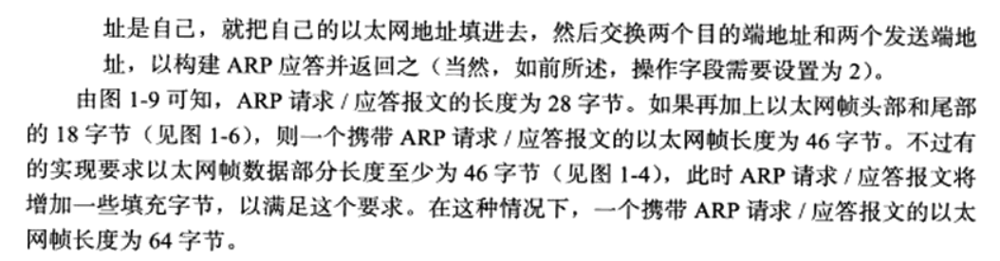 址是自己，就把自己的以太网地址填进去，然后交换两个目的端地址和两个发送端地
址，以构建 ARP 应答并返回之（当然，如前所述，操作字段需要设置为 2）。
由图 1-9 可知，ARP 请求 / 应答报文的长度为 28 字节。如果再加上以太网帧头部和尾部
的 18 字节（见图 1-6），则一个携带 ARP 请求 / 应答报文的以太网帧长度为 46 字节。不过有
的实现要求以太网帧数据部分长度至少为 46 字节（见图 1-4），此时 ARP 请求 / 应答报文将
增加一些填充字节，以满足这个要求。在这种情况下，一个携带 ARP 请求 / 应答报文的以太
网帧长度为 64 字节。